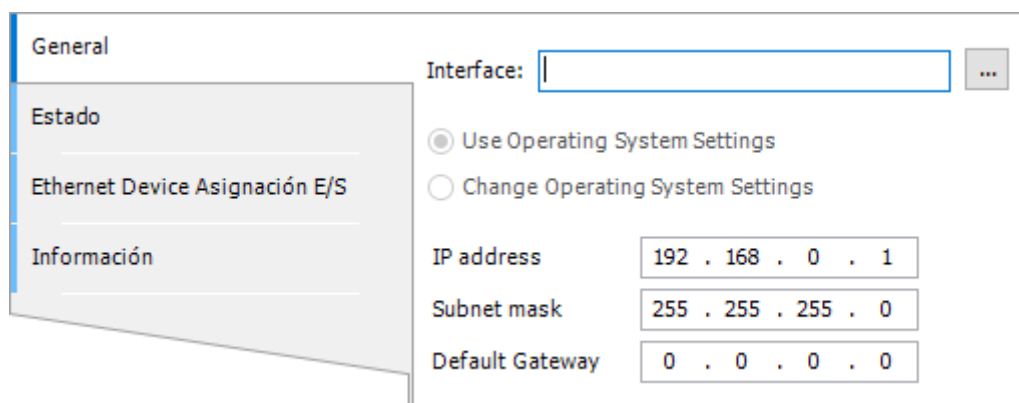 General
Estado
Ethernet Device Asignación E/S
Información
Interface:
...
Use Operating System Settings
Change Operating System Settings
IP address 192 . 168 . 0 . 1
Subnet mask 255 . 255 . 255 . 0
Default Gateway 0 . 0 . 0 . 0